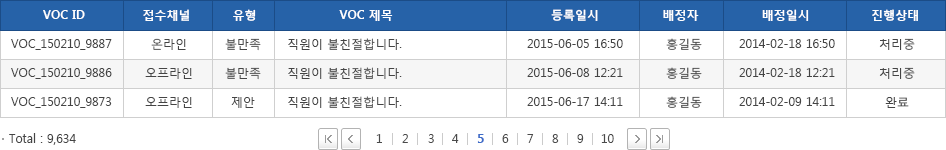 VOC ID 접수채널 유형 VOC 제목 등록일시 배정자 배정일시 진행상태
VOC_150210_9887 온라인 불만족 직원이 불친절합니다. 2015-06-05 16:50 홍길동 2014-02-18 16:50 처리중
VOC_150210_9886 오프라인 불만족 직원이 불친절합니다. 2015-06-08 12:21 홍길동 2014-02-18 12:21 처리중
VOC_150210_9873 오프라인 제안 직원이 불친절합니다. 2015-06-17 14:11 홍길동 2014-02-09 14:11 완료
· Total : 9,634 1 2 3 4 5 6 7 8 9 10